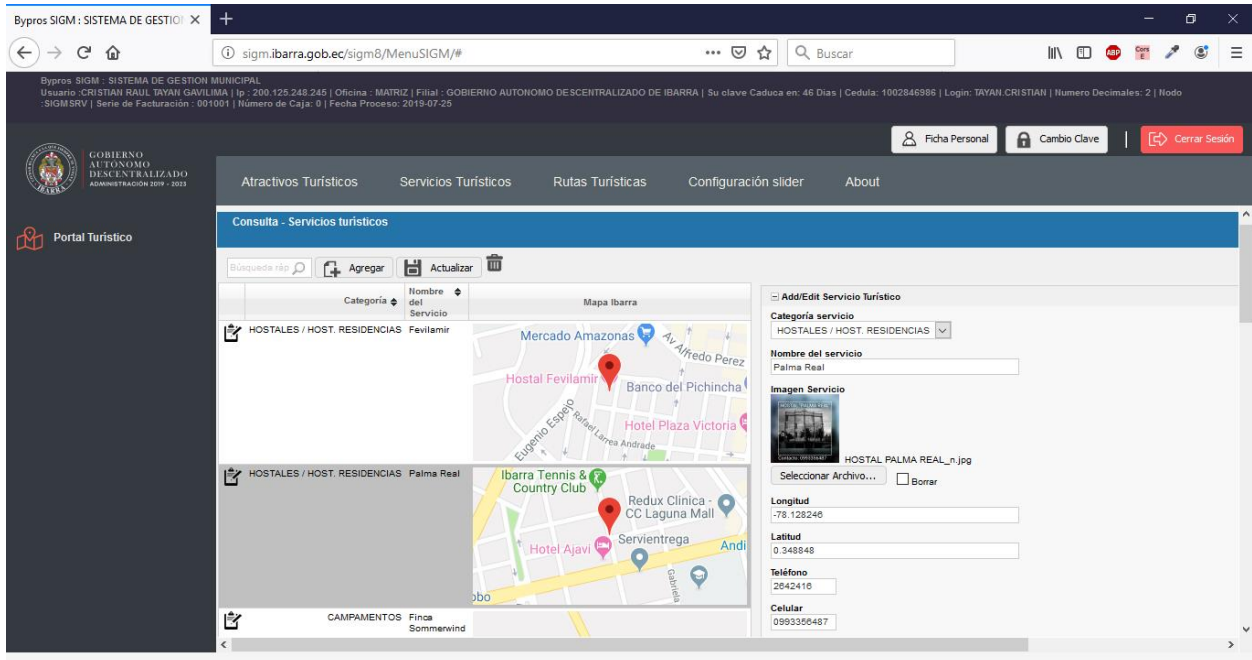 Bypros SIGM : SISTEMA DE GESTION
sigm.ibarra.gob.ec/sigm8/MenuSIGM/#
Buscar
ABP
Cors
E
Bypros SIGM : SISTEMA DE GESTION MUNICIPAL
Usuario :CRISTIAN RAUL TAYAN GAVILIMA | Ip : 200.125.248.245 | Oficina : MATRIZ | Filial : GOBIERNO AUTONOMO DESCENTRALIZADO DE IBARRA | Su clave Caduca en: 46 Dias | Cedula: 1002846986 | Login: TAYAN.CRISTIAN | Numero Decimales: 2 | Nodo
:SIGMSRV | Serie de Facturación : 001001 | Número de Caja: 0 | Fecha Proceso: 2019-07-25
Ficha Personal
Cambio Clave
Cerrar Sesión
IBARRA
GOBIERNO
AUTÓNOMO
DESCENTRALIZADO
ADMINISTRACIÓN 2019 - 2023
Atractivos Turísticos Servicios Turísticos Rutas Turísticas Configuración slider About
Portal Turistico
Consulta - Servicios turísticos
Búsqueda ráp
Agregar
Actualizar
Categoría
Nombre
del
Servicio
Mapa Ibarra
HOSTALES / HOST. RESIDENCIAS Fevilamir
Mercado Amazonas
Av Alfredo Perez
Hostal Fevilamir
Banco del Pichincha
Eugenio Espejo
Rafael Larrea Andrade
Hotel Plaza Victoria
HOSTALES / HOST. RESIDENCIAS Palma Real
Ibarra Tennis &
Country Club
Redux Clinica -
CC Laguna Mall
Servientrega
Hotel Ajavi
Andi
Gabriela
obo
CAMPAMENTOS Finca
Sommerwind
Add/Edit Servicio Turístico
Categoría servicio
HOSTALES / HOST. RESIDENCIAS
Nombre del servicio
Palma Real
Imagen Servicio
HOSTAL PALMA REAL_n.jpg
Seleccionar Archivo...
Borrar
Longitud
-78.128246
Latitud
0.348848
Teléfono
2642416
Celular
0993356487